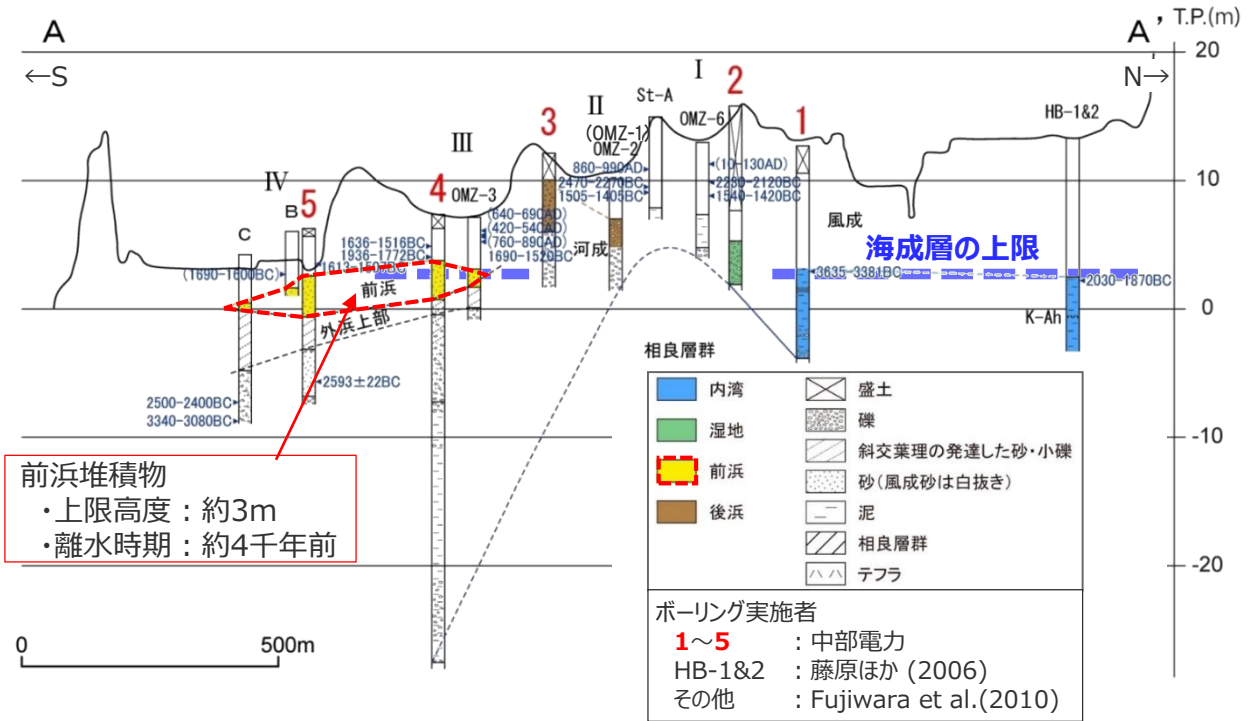 A
A'
T.P.(m)
←S
N→
20
10
0
-10
-20
I
II
III
IV
1
2
3
4
5
B
C
St-A
OMZ-6
(OMZ-1)
OMZ-2
OMZ-3
HB-1&2
860-990AD
2470-2270BC
1505-1405BC
(10-130AD)
2280-2120BC
1540-1420BC
(640-690AD)
(420-540AD)
(760-890AD)
1690-1520BC
1636-1516BC
1936-1772BC
(1690-1600BC)
3635-3381BC
2030-1870BC
2593±22BC
2500-2400BC
3340-3080BC
K-Ah
風成
河成
前浜
外浜上部
海成層の上限
相良層群
前浜堆積物
・上限高度：約3m
・離水時期：約4千年前
0
500m
内湾
湿地
前浜
後浜
盛土
礫
斜交葉理の発達した砂・小礫
砂(風成砂は白抜き)
泥
相良層群
テフラ
ボーリング実施者
1～5 ：中部電力
HB-1&2 ：藤原ほか (2006)
その他 ：Fujiwara et al.(2010)